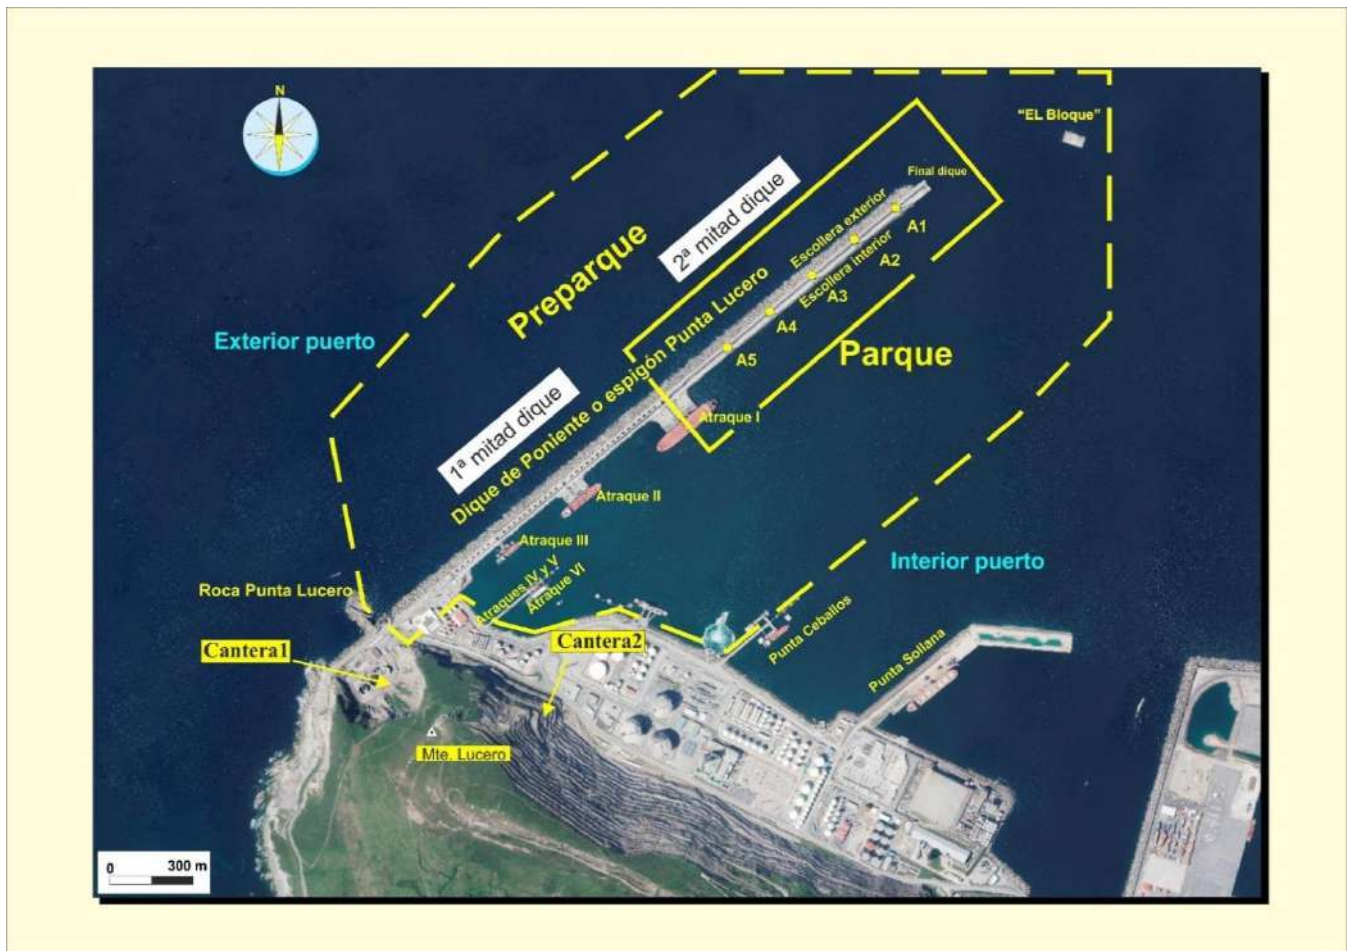 N
"EL Bloque"
Final dique
2ª mitad dique
Escollera exterior
A1
Escollera interior
A2
Preparque
A3
Exterior puerto
A4
Parque
A5
1ª mitad dique
Dique de Poniente o espigón Punta Lucero
Atraque I
Atraque II
Atraque III
Interior puerto
Atraques IV y V
Atraque VI
Roca Punta Lucero
Cantera1
Cantera2
Punta Ceballos
Punta Sollana
Mte. Lucero
0 300 m